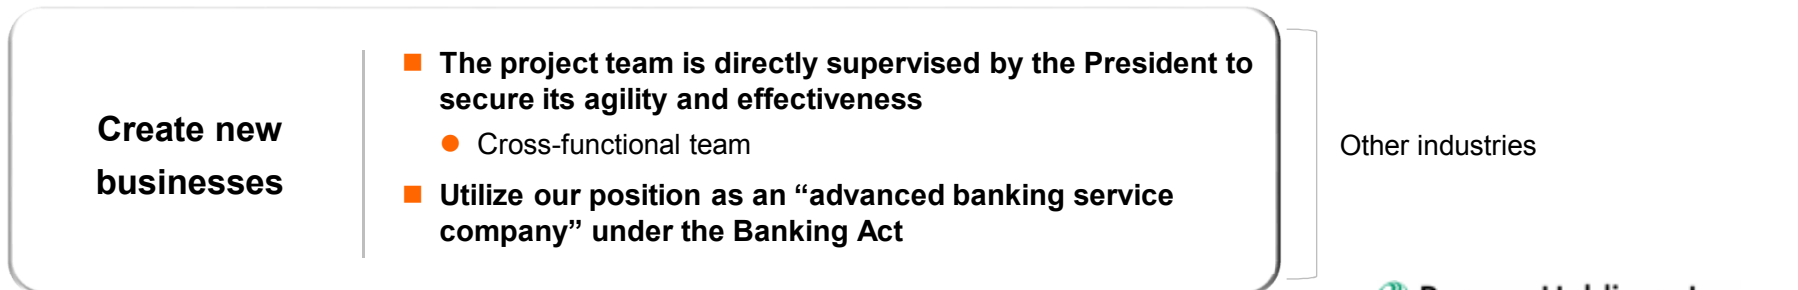 Create new
businesses
■ The project team is directly supervised by the President to
secure its agility and effectiveness
● Cross-functional team
■ Utilize our position as an “advanced banking service
company” under the Banking Act
Other industries